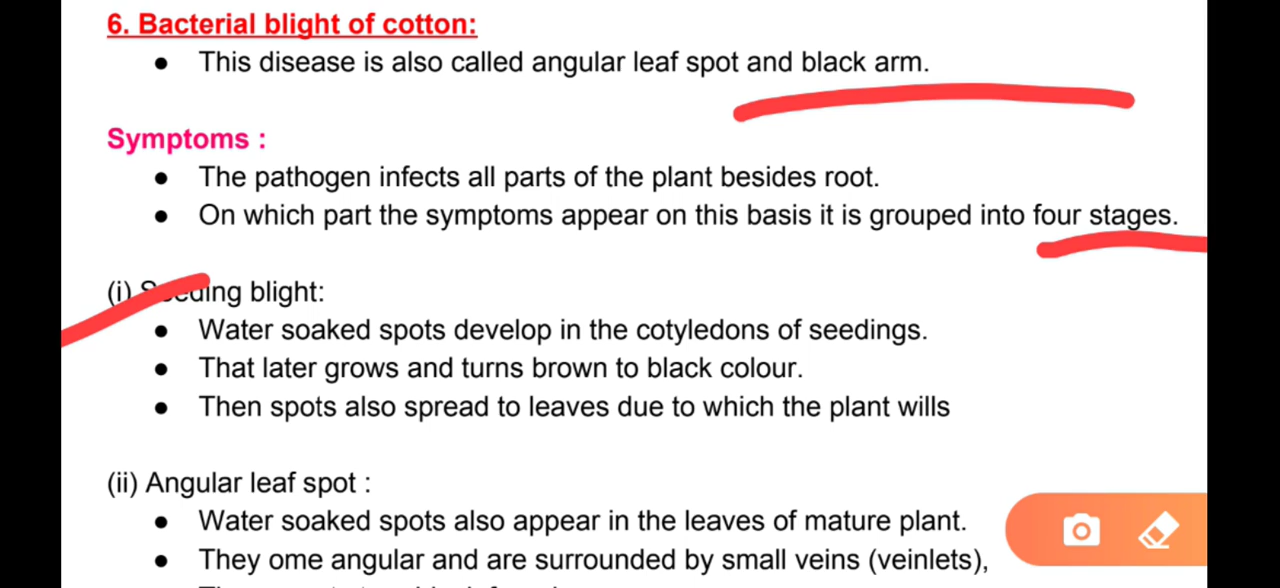 6. Bacterial blight of cotton:
● This disease is also called angular leaf spot and black arm.
Symptoms :
● The pathogen infects all parts of the plant besides root.
● On which part the symptoms appear on this basis it is grouped into four stages.
(i) Seeding blight:
● Water soaked spots develop in the cotyledons of seedings.
● That later grows and turns brown to black colour.
● Then spots also spread to leaves due to which the plant wills
(ii) Angular leaf spot :
● Water soaked spots also appear in the leaves of mature plant.
● They ome angular and are surrounded by small veins (veinlets),